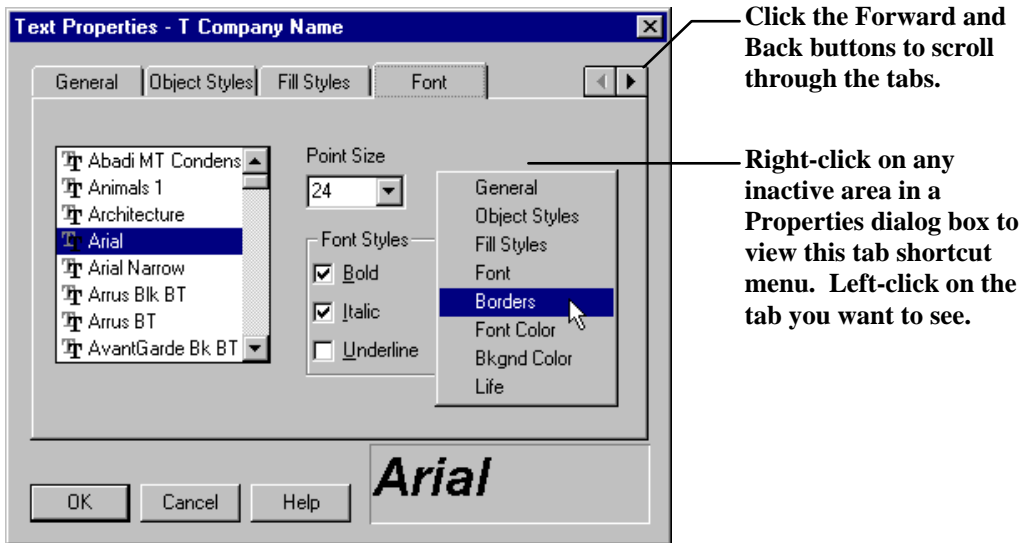 Text Properties - T Company Name
General
Object Styles
Fill Styles
Font
Abadi MT Condens
Animals 1
Architecture
Arial
Arial Narrow
Arrus Blk BT
Arrus BT
AvantGarde Bk BT
Point Size
24
Font Styles
Bold
Italic
Underline
General
Object Styles
Fill Styles
Font
Borders
Font Color
Bkgnd Color
Life
OK
Cancel
Help
Arial
Click the Forward and
Back buttons to scroll
through the tabs.
Right-click on any
inactive area in a
Properties dialog box to
view this tab shortcut
menu.  Left-click on the
tab you want to see.